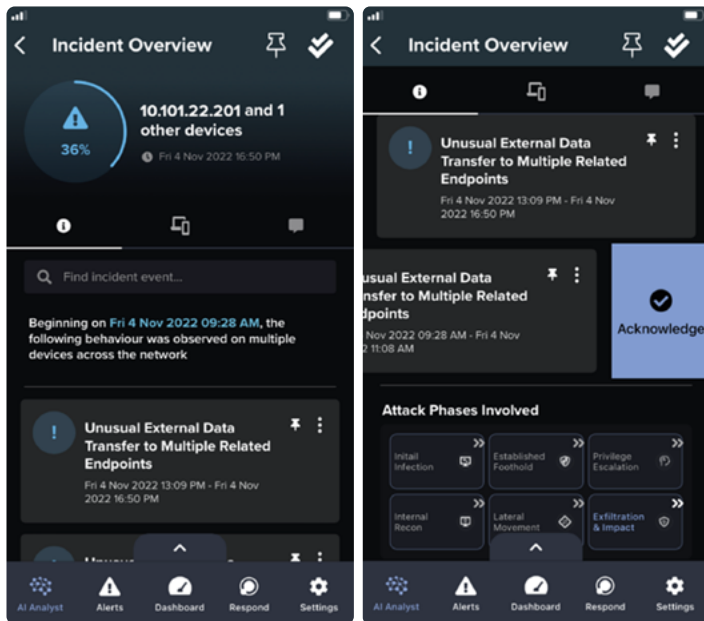 Incident Overview
36%
10.101.22.201 and 1
other devices
Fri 4 Nov 2022 16:50 PM
Find incident event...
Beginning on Fri 4 Nov 2022 09:28 AM, the
following behaviour was observed on multiple
devices across the network
Unusual External Data
Transfer to Multiple Related
Endpoints
Fri 4 Nov 2022 13:09 PM - Fri 4 Nov
2022 16:50 PM
AI Analyst
Alerts
Dashboard
Respond
Settings
Incident Overview
Unusual External Data
Transfer to Multiple Related
Endpoints
Fri 4 Nov 2022 13:09 PM - Fri 4 Nov
2022 16:50 PM
usual External Data
nsfer to Multiple Related
dpoints
Nov 2022 09:28 AM - Fri 4 Nov
2 11:08 AM
Acknowledge
Attack Phases Involved
Initail
Infection
Established
Foothold
Privilege
Escalation
Internal
Recon
Lateral
Movement
Exfiltration
& Impact
AI Analyst
Alerts
Dashboard
Respond
Settings